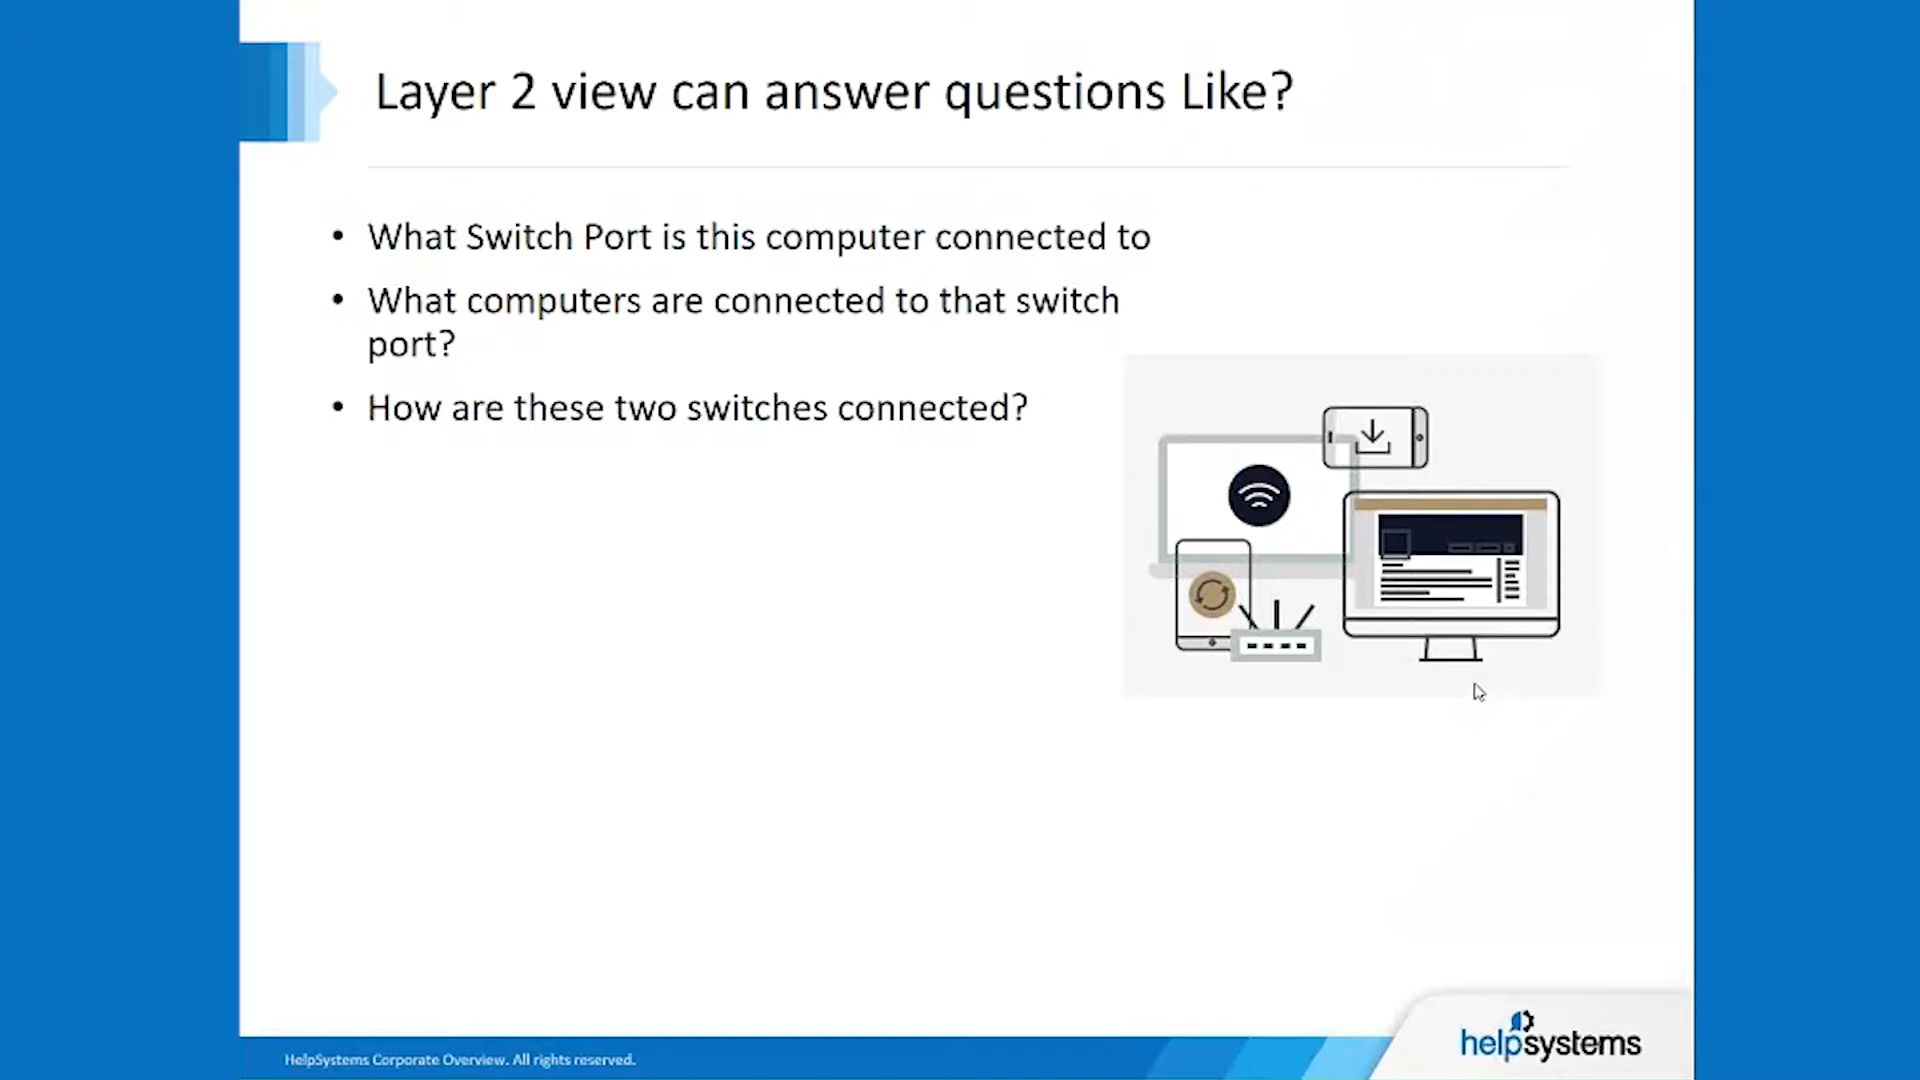 Layer 2 view can answer questions Like?
• What Switch Port is this computer connected to
• What computers are connected to that switch
port?
• How are these two switches connected?
HelpSystems Corporate Overview. All rights reserved.
helpsystems